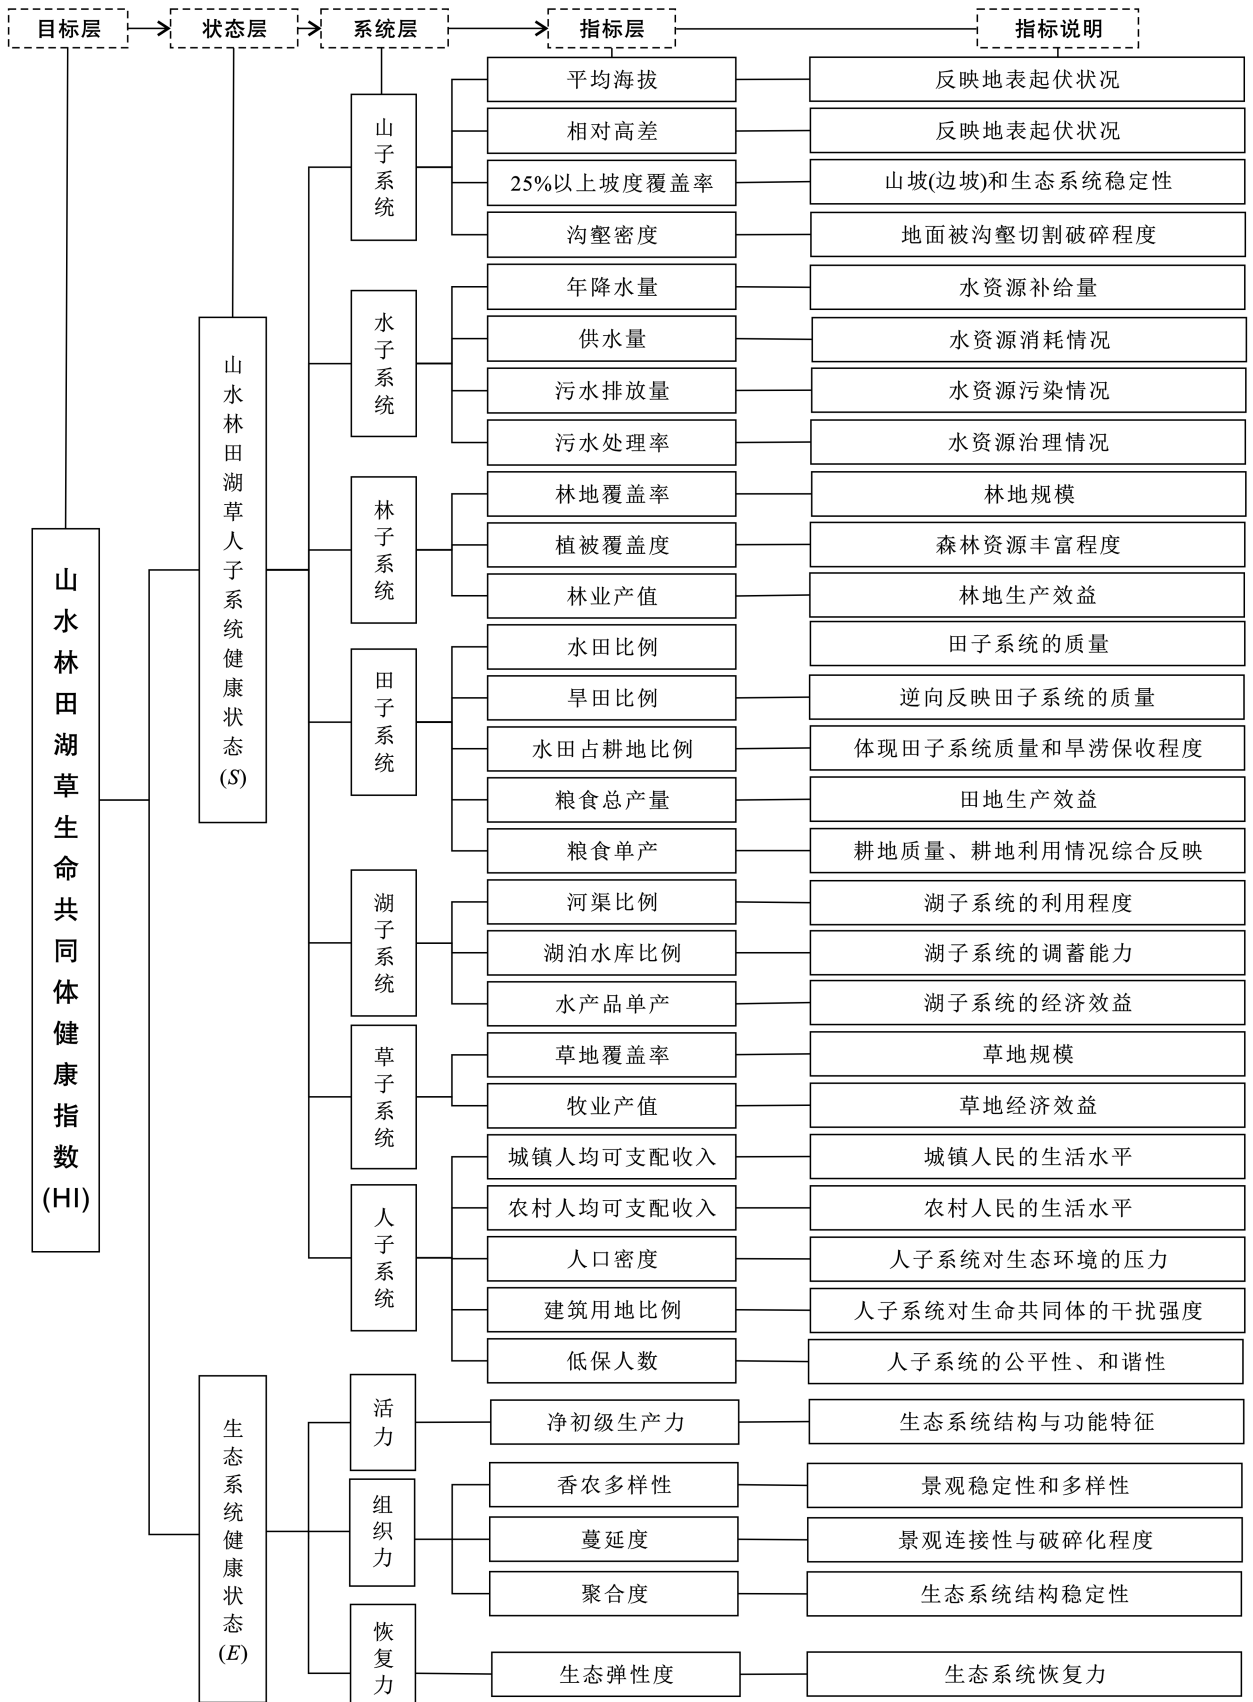 目标层
状态层
系统层
指标层
指标说明
山水林田湖草生命共同体健康指数(HI)
山水林田湖草人子系统健康状态(S)
山子系统
平均海拔
反映地表起伏状况
相对高差
反映地表起伏状况
25%以上坡度覆盖率
山坡(边坡)和生态系统稳定性
沟壑密度
地面被沟壑切割破碎程度
水子系统
年降水量
水资源补给量
供水量
水资源消耗情况
污水排放量
水资源污染情况
污水处理率
水资源治理情况
林子系统
林地覆盖率
林地规模
植被覆盖度
森林资源丰富程度
林业产值
林地生产效益
田子系统
水田比例
田子系统的质量
旱田比例
逆向反映田子系统的质量
水田占耕地比例
体现田子系统质量和旱涝保收程度
粮食总产量
田地生产效益
粮食单产
耕地质量、耕地利用情况综合反映
湖子系统
河渠比例
湖子系统的利用程度
湖泊水库比例
湖子系统的调蓄能力
水产品单产
湖子系统的经济效益
草子系统
草地覆盖率
草地规模
牧业产值
草地经济效益
人子系统
城镇人均可支配收入
城镇人民的生活水平
农村人均可支配收入
农村人民的生活水平
人口密度
人子系统对生态环境的压力
建筑用地比例
人子系统对生命共同体的干扰强度
低保人数
人子系统的公平性、和谐性
生态系统健康状态(E)
活力
净初级生产力
生态系统结构与功能特征
组织力
香农多样性
景观稳定性和多样性
蔓延度
景观连接性与破碎化程度
聚合度
生态系统结构稳定性
恢复力
生态弹性度
生态系统恢复力